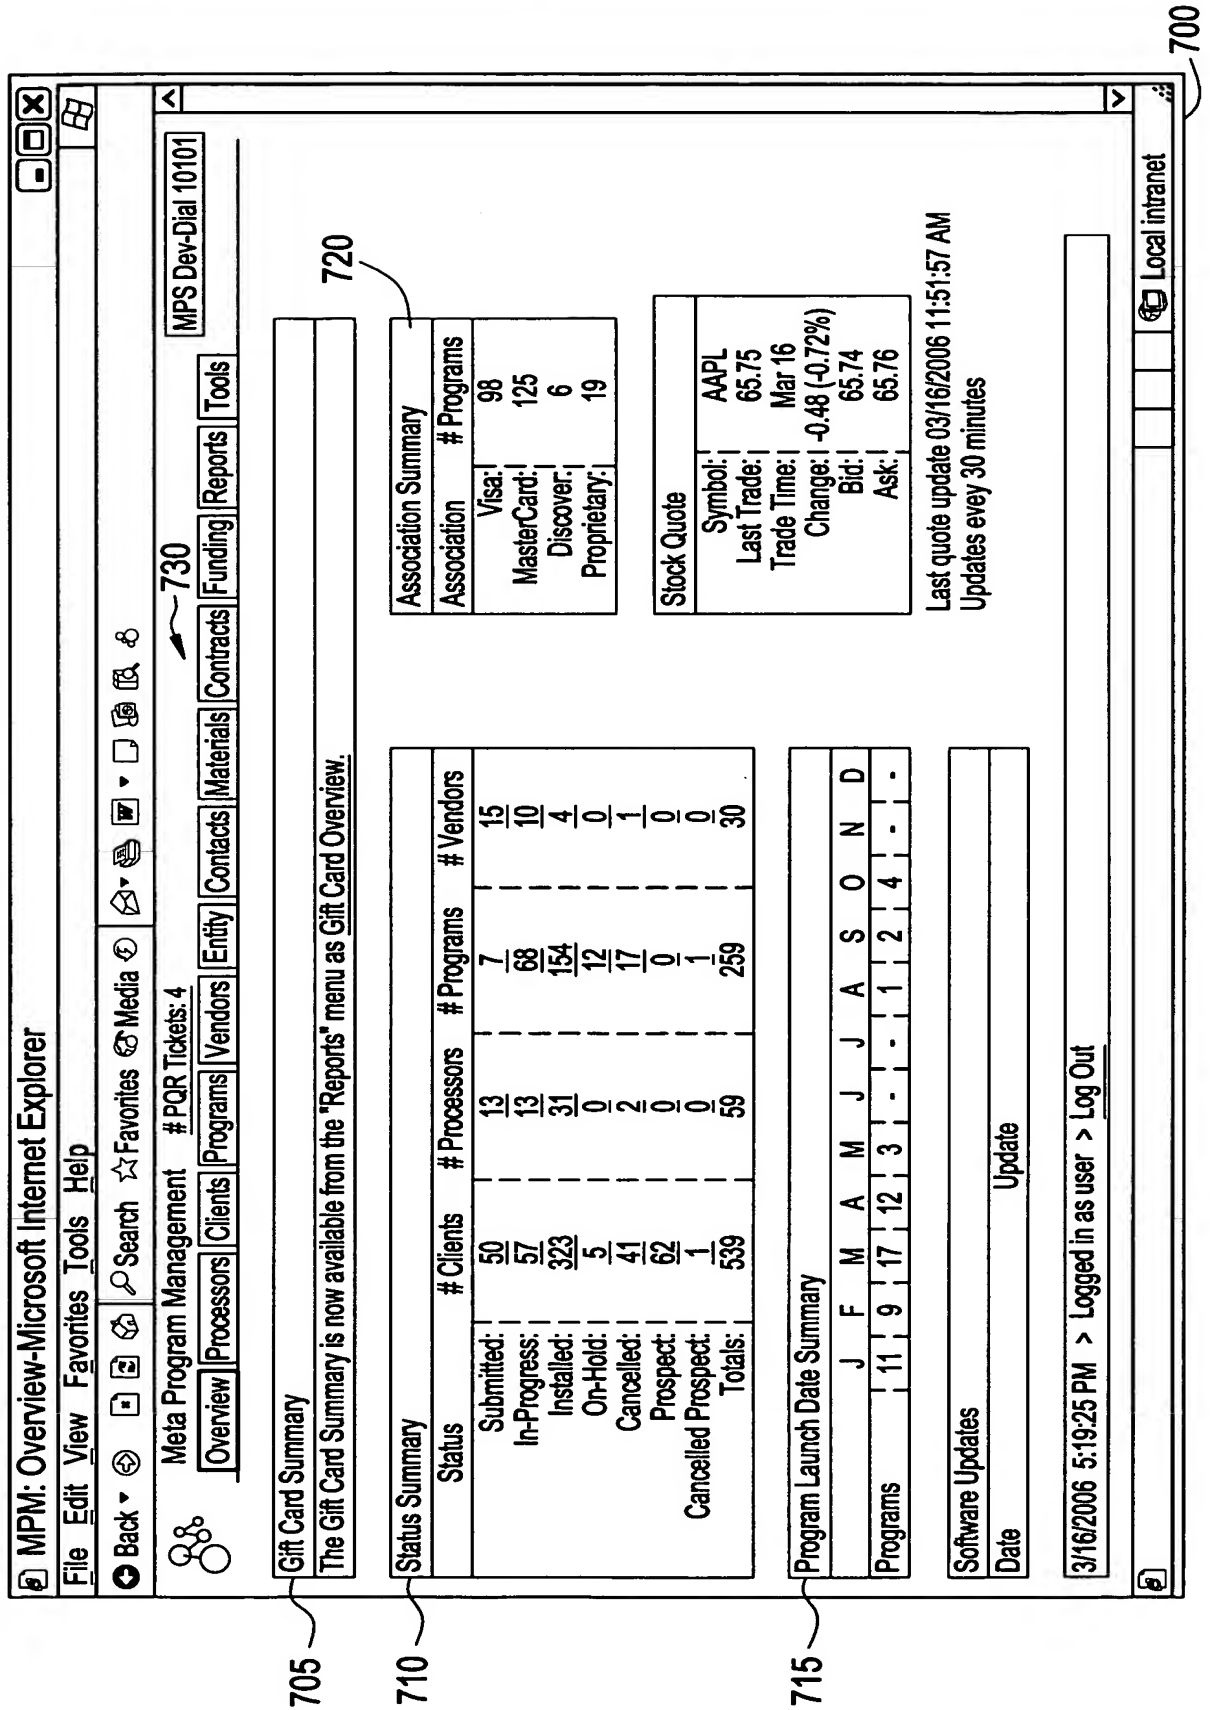 MPM: Overview-Microsoft Internet Explorer
File Edit View Favorites Tools Help
Back Search Favorites Media W
Meta Program Management # PQR Tickets: 4 730 MPS Dev-Dial 10101
Overview Processors Clients Programs Vendors Entity Contacts Materials Contracts Funding Reports Tools
705 Gift Card Summary
The Gift Card Summary is now available from the "Reports" menu as Gift Card Overview.
710 Status Summary
Status # Clients # Processors # Programs # Vendors
Submitted: 50 13 7 15
In-Progress: 57 13 68 10
Installed: 323 31 154 4
On-Hold: 5 0 12 0
Cancelled: 41 2 17 1
Prospect: 62 0 0 0
Cancelled Prospect: 1 0 1 0
Totals: 539 59 259 30
720
Association Summary
Association # Programs
Visa: 98
MasterCard: 125
Discover: 6
Proprietary: 19
Stock Quote
Symbol: AAPL
Last Trade: 65.75
Trade Time: Mar 16
Change: -0.48 (-0.72%)
Bid: 65.74
Ask: 65.76
Last quote update 03/16/2006 11:51:57 AM
Updates evey 30 minutes
715 Program Launch Date Summary
J F M A M J J A S O N D
Programs 11 9 17 12 3 - - 1 2 4 - -
Software Updates
Date Update
3/16/2006 5:19:25 PM > Logged in as user > Log Out
Local intranet
700